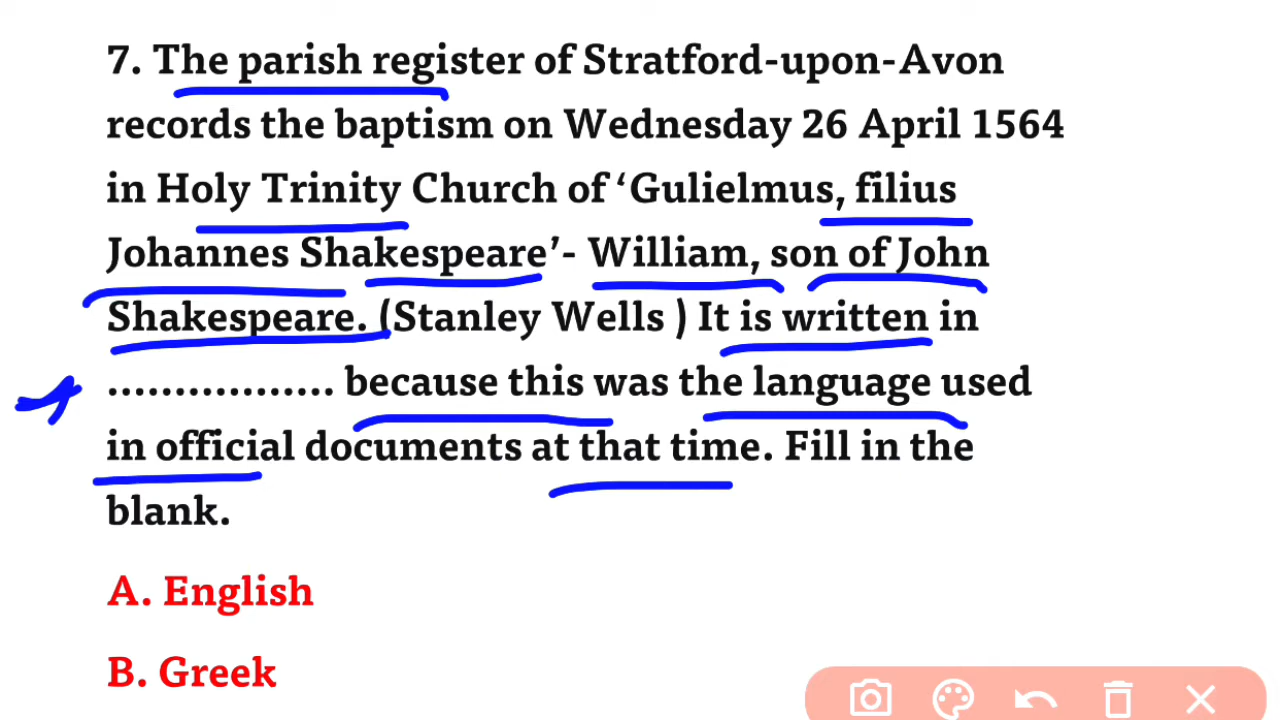 7. The parish register of Stratford-upon-Avon
records the baptism on Wednesday 26 April 1564
in Holy Trinity Church of ‘Gulielmus, filius
Johannes Shakespeare’- William, son of John
Shakespeare. (Stanley Wells ) It is written in
................. because this was the language used
in official documents at that time. Fill in the
blank.
A. English
B. Greek